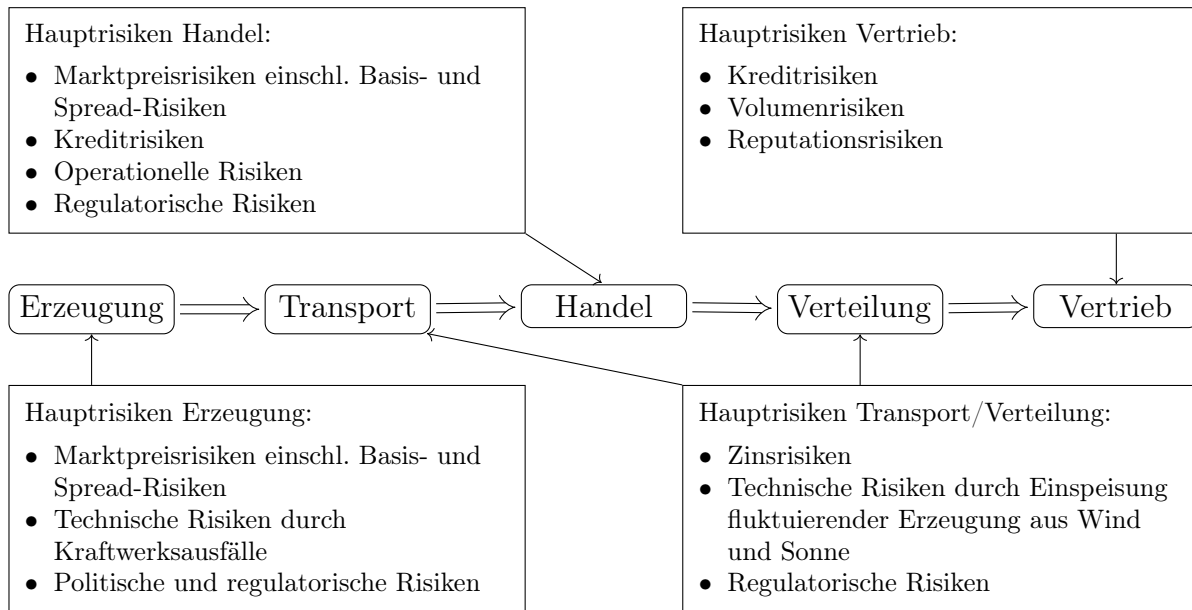 Hauptrisiken Handel:
• Marktpreisrisiken einschl. Basis- und
Spread-Risiken
• Kreditrisiken
• Operationelle Risiken
• Regulatorische Risiken
Hauptrisiken Vertrieb:
• Kreditrisiken
• Volumenrisiken
• Reputationsrisiken
Erzeugung
Transport
Handel
Verteilung
Vertrieb
Hauptrisiken Erzeugung:
• Marktpreisrisiken einschl. Basis- und
Spread-Risiken
• Technische Risiken durch
Kraftwerksausfälle
• Politische und regulatorische Risiken
Hauptrisiken Transport/Verteilung:
• Zinsrisiken
• Technische Risiken durch Einspeisung
fluktuierender Erzeugung aus Wind
und Sonne
• Regulatorische Risiken